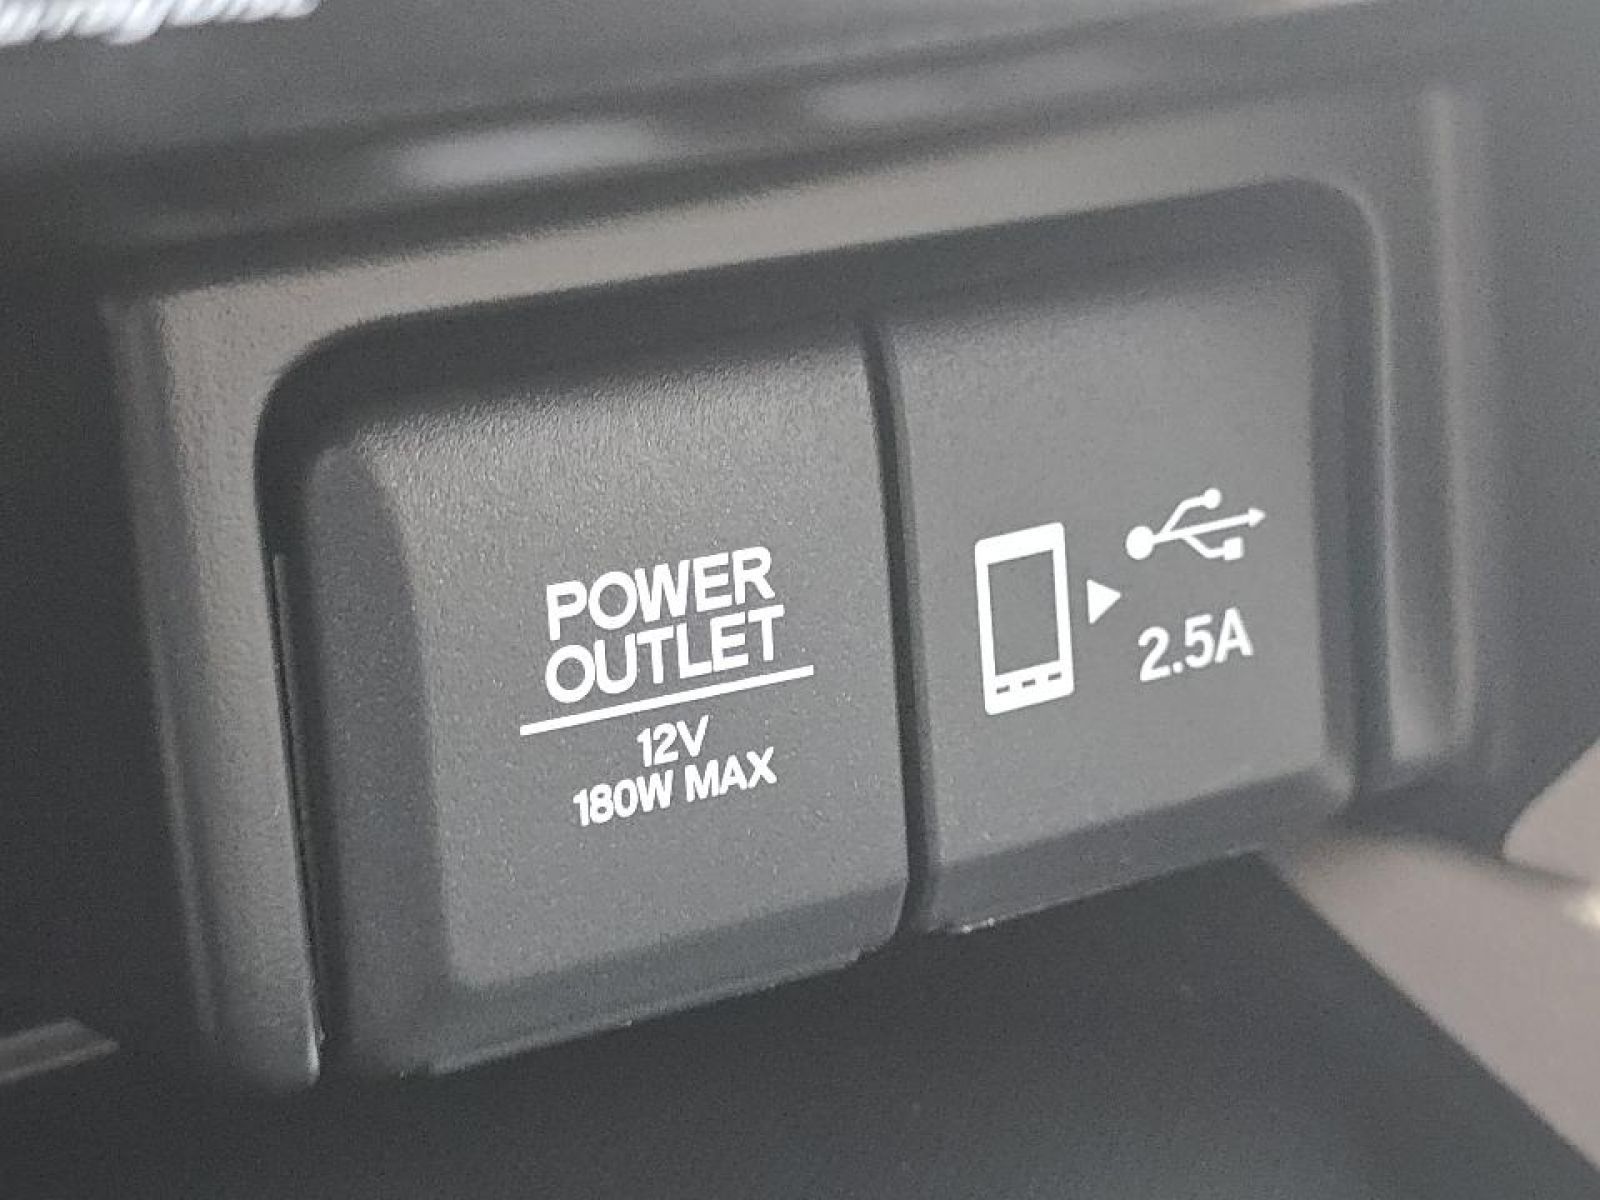 POWER
OUTLET
12V
180W MAX
2.5A